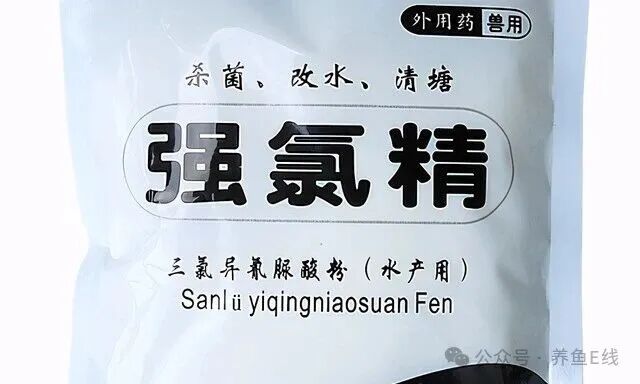 外用药 兽用
杀菌、改水、清塘
强氯精
三氯异氰脲酸粉（水产用）
Sanlü yiqingniaosuan Fen
公众号 · 养鱼E线